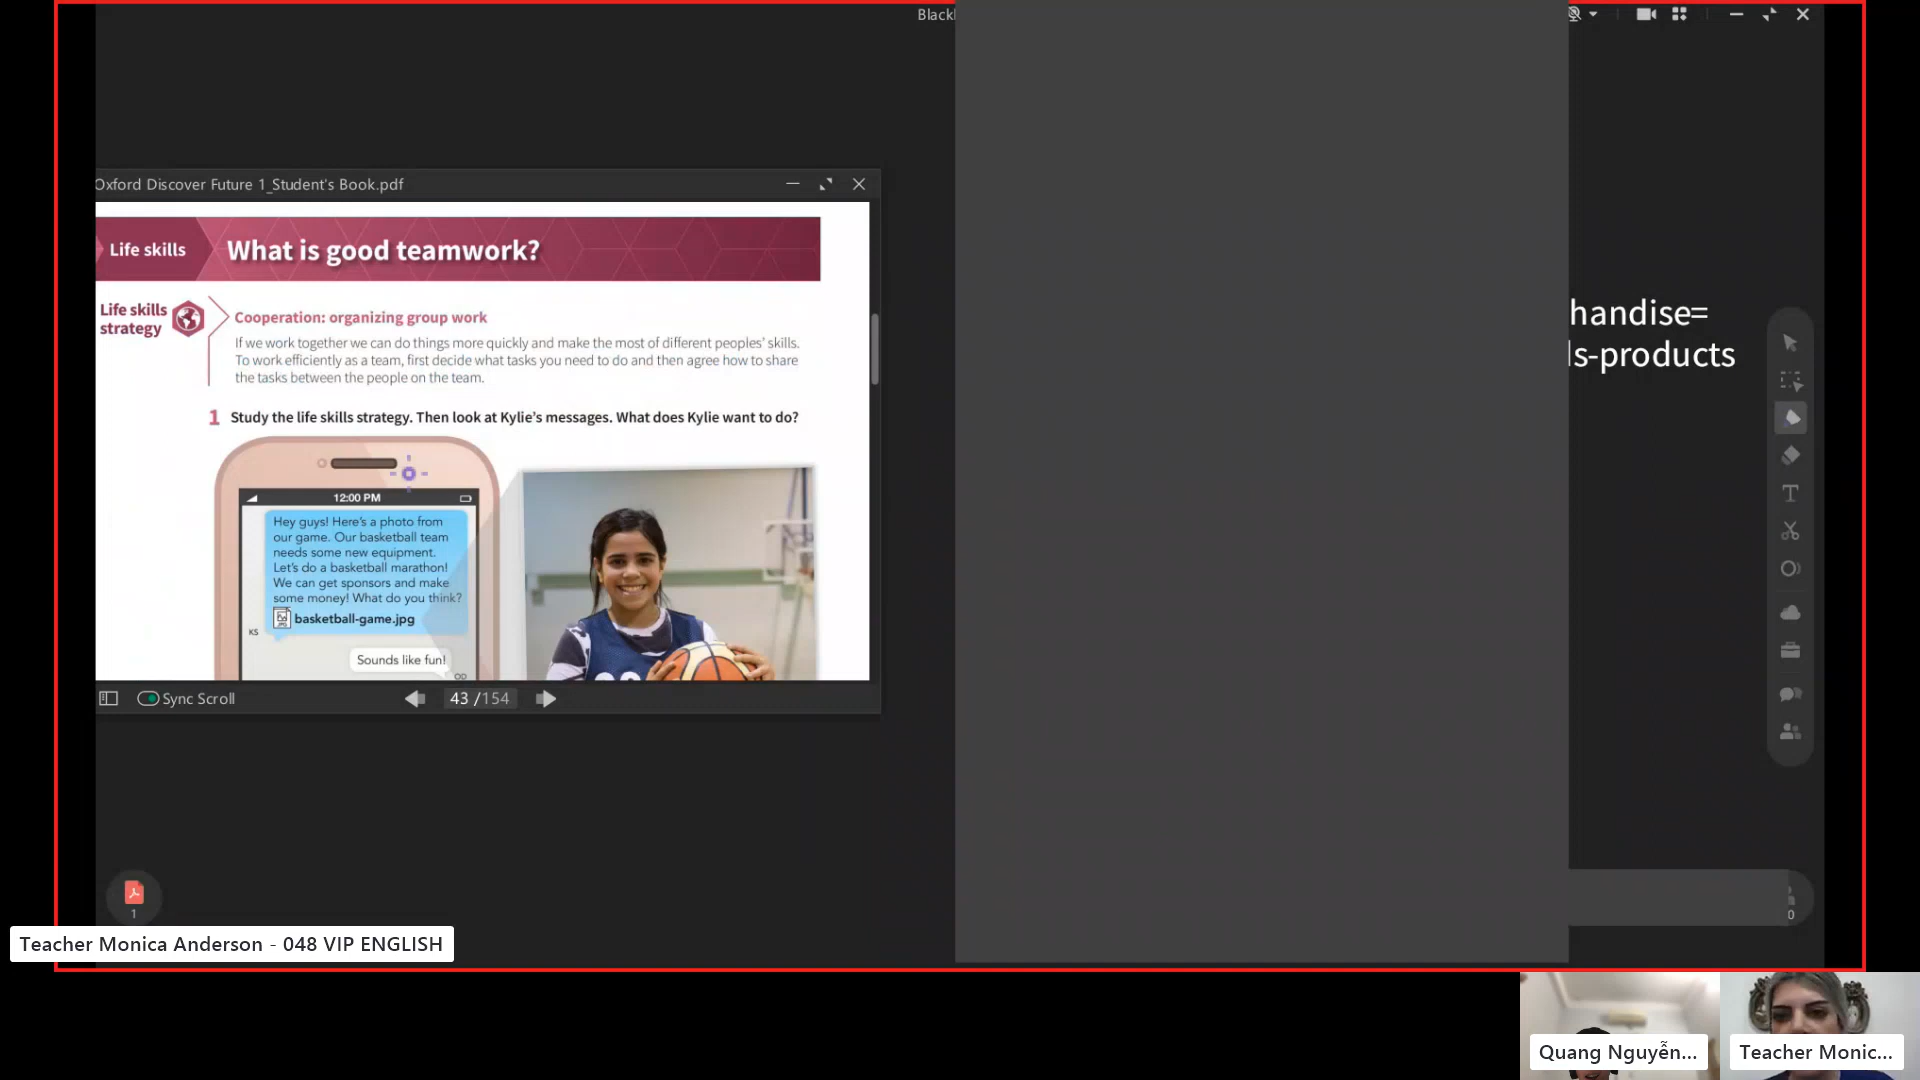 Oxford Discover Future 1_Student's Book.pdf
Life skills
What is good teamwork?
Life skills
strategy
Cooperation: organizing group work
If we work together we can do things more quickly and make the most of different peoples' skills.
To work efficiently as a team, first decide what tasks you need to do and then agree how to share
the tasks between the people on the team.
1 Study the life skills strategy. Then look at Kylie's messages. What does Kylie want to do?
12:00 PM
Hey guys! Here's a photo from
our game. Our basketball team
needs some new equipment.
Let's do a basketball marathon!
We can get sponsors and make
some money! What do you think?
basketball-game.jpg
KS
Sounds like fun!
Sync Scroll
43 /154
handise=
ls-products
1
0
Teacher Monica Anderson - 048 VIP ENGLISH
Quang Nguyễn...
Teacher Monic...